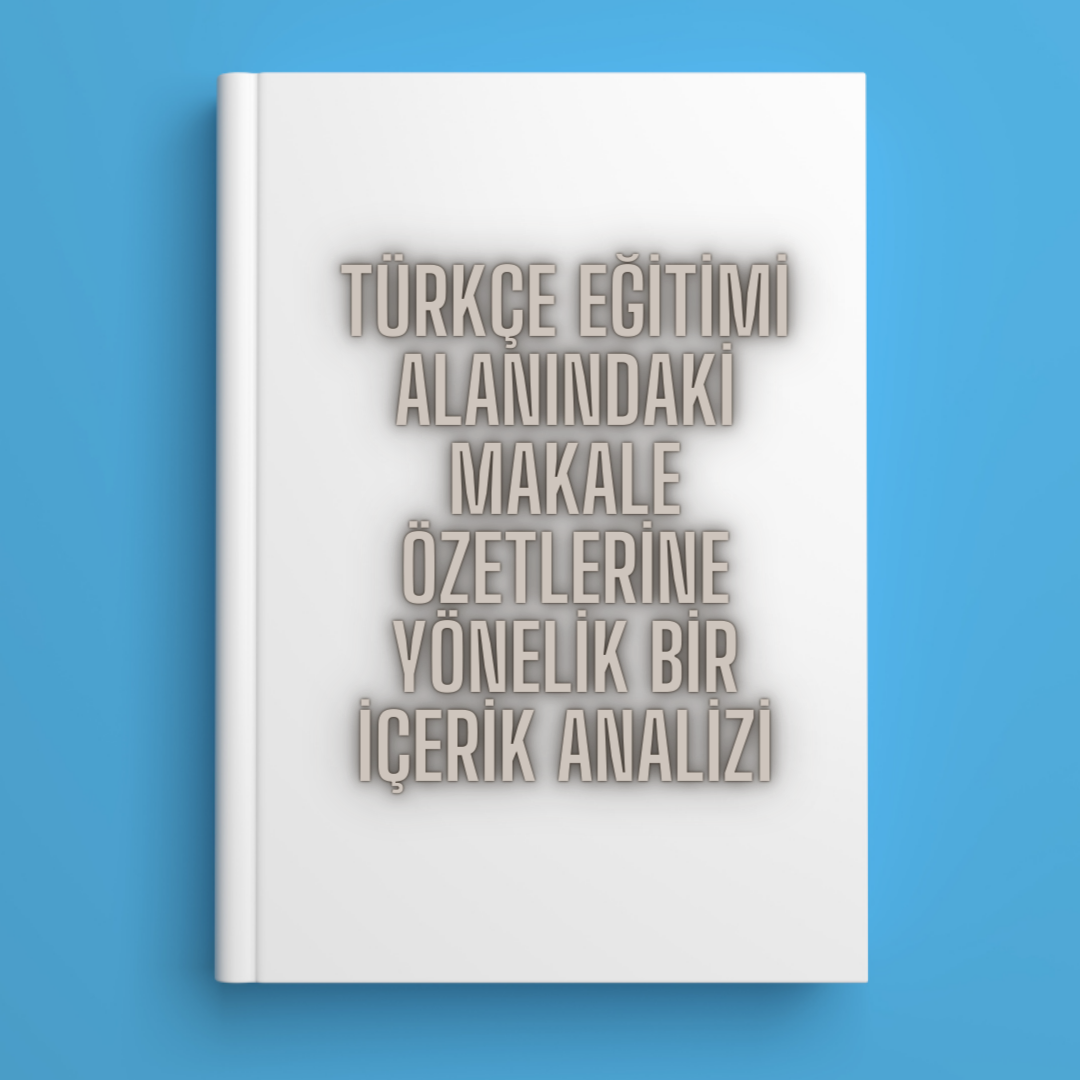 TÜRKÇE EĞİTİMİ
ALANINDAKİ
MAKALE
ÖZETLERİNE
YÖNELİK BİR
İÇERİK ANALİZİ